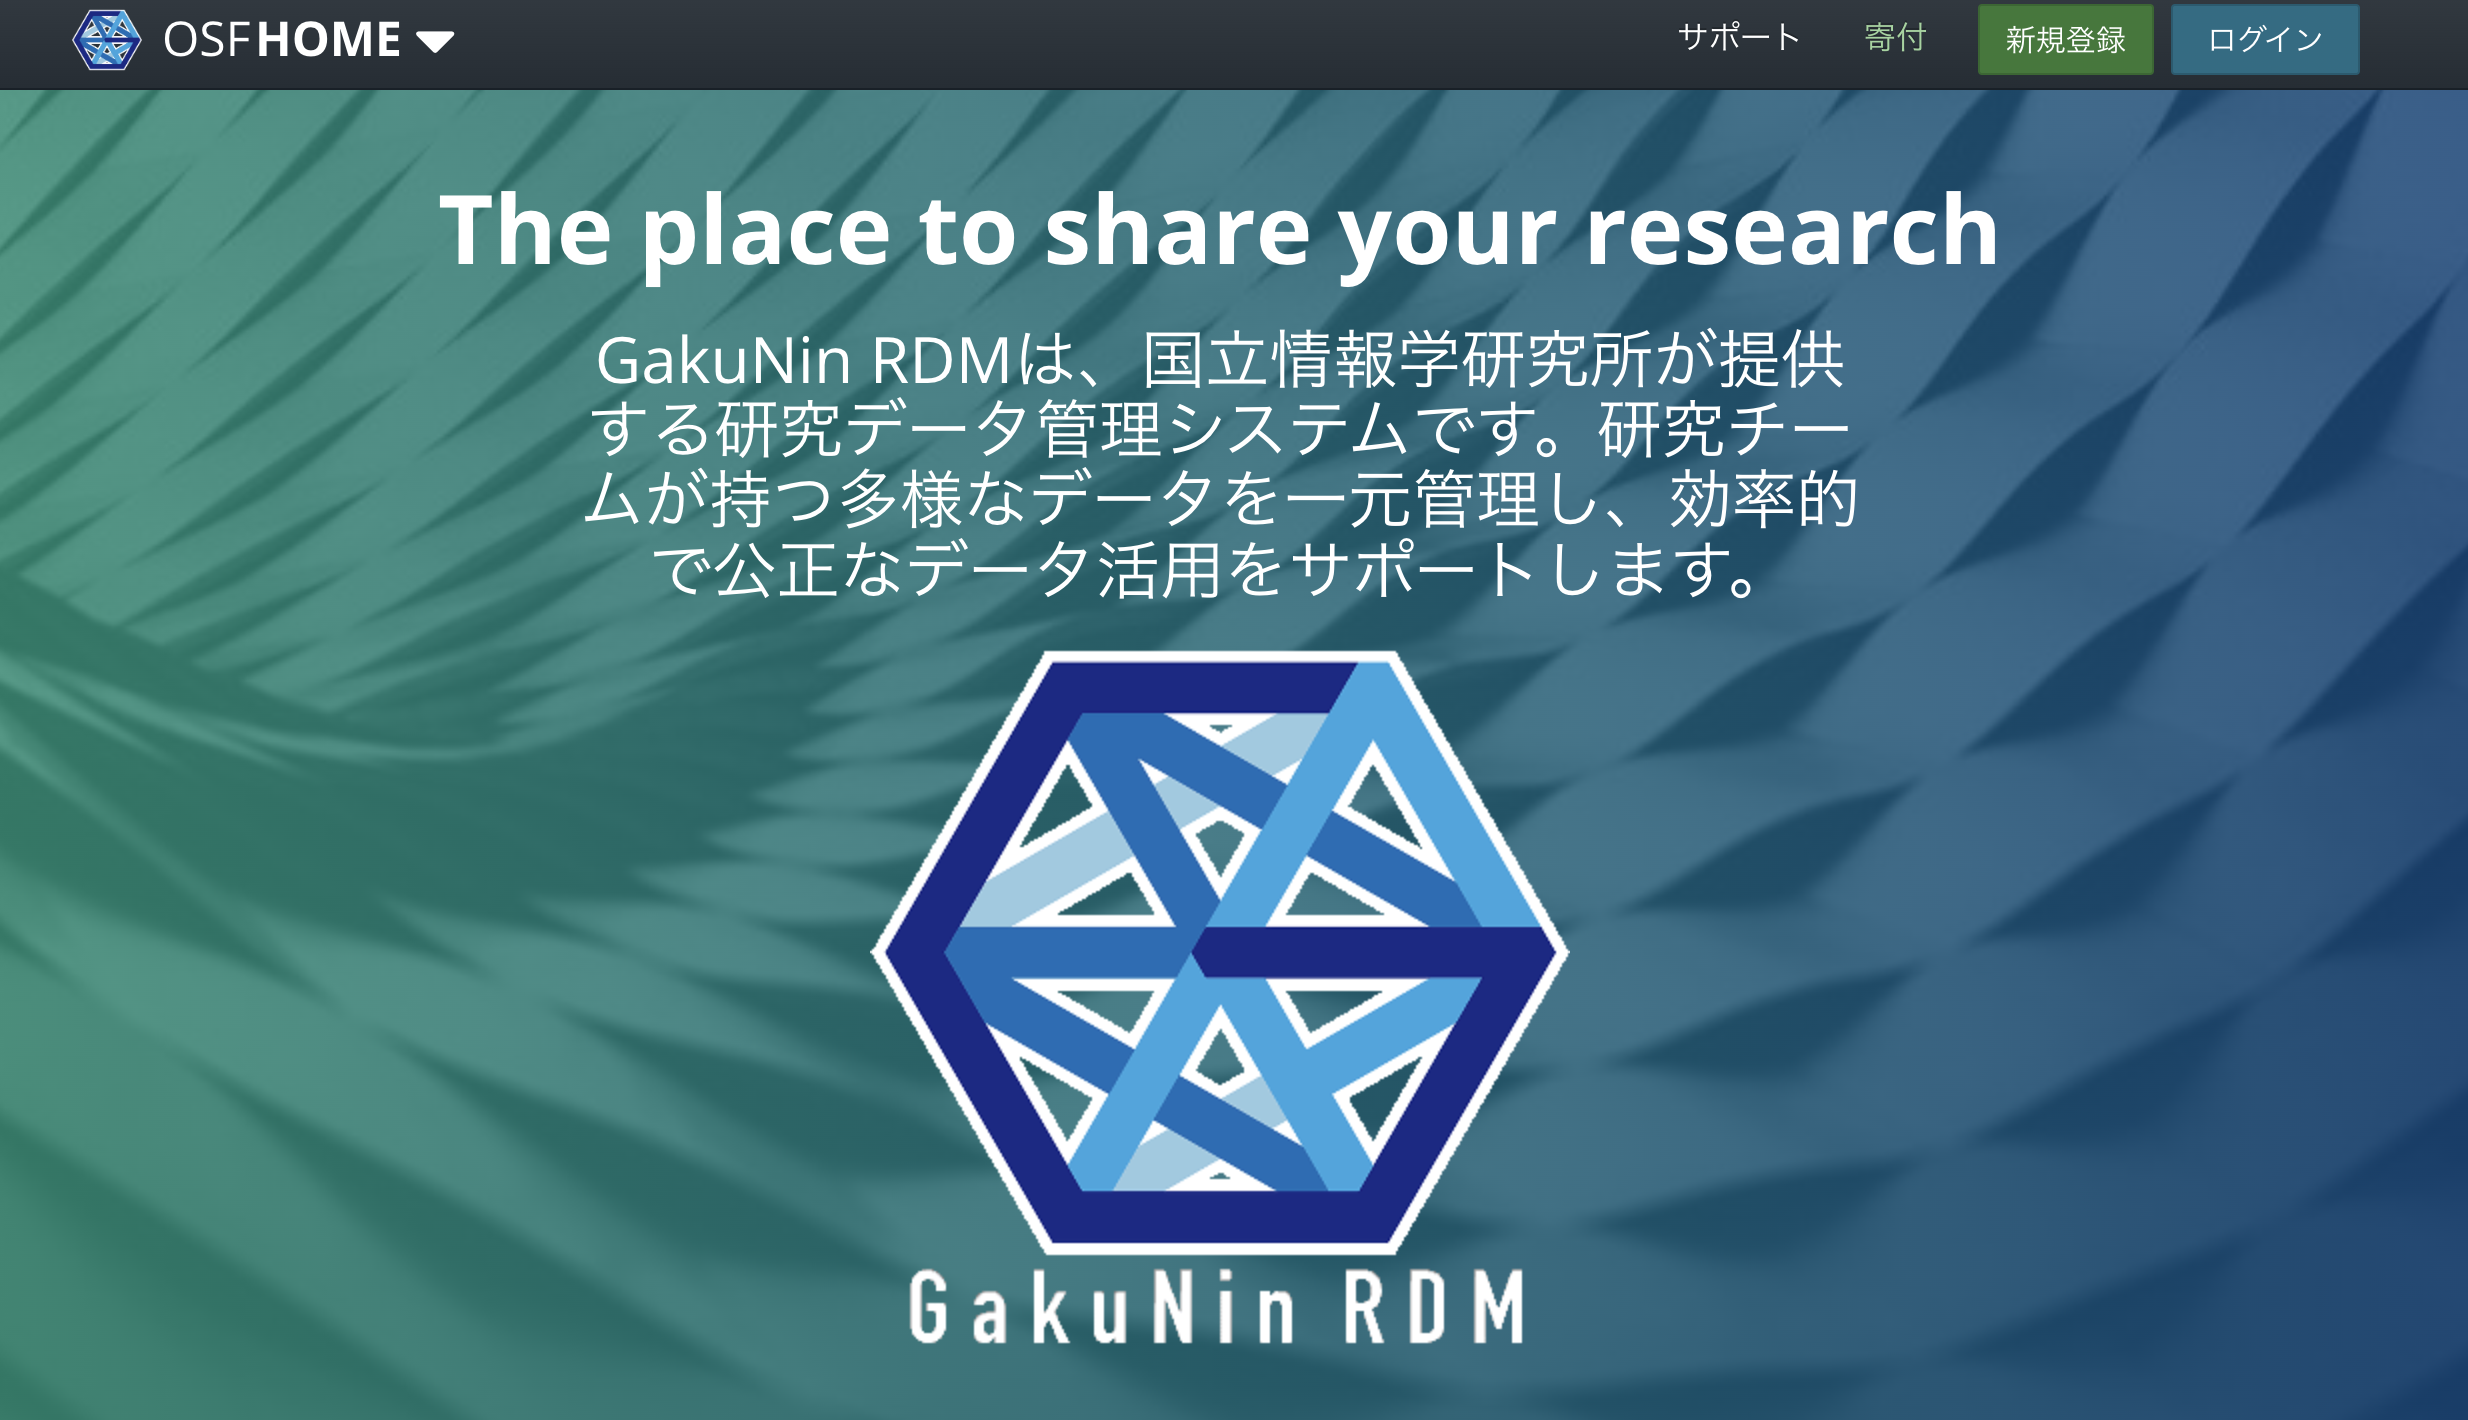 OSFHOME
サポート
寄付
新規登録
ログイン
The place to share your research
GakuNin RDMは、国立情報学研究所が提供
する研究データ管理システムです。研究チー
ムが持つ多様なデータを一元管理し、効率的
で公正なデータ活用をサポートします。
GakuNin RDM